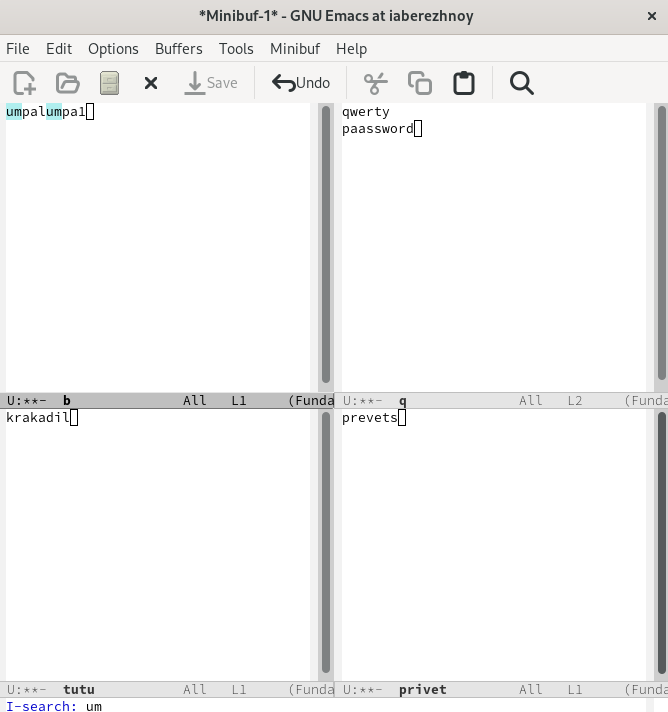 *Minibuf-1* - GNU Emacs at iaberezhnoy ×
File Edit Options Buffers Tools Minibuf Help
Save Undo
umpalumpa1
U:**- b All L1 (Funda
qwerty
paassword
U:**- q All L2 (Funda
krakadil
U:**- tutu All L1 (Funda
prevets
U:**- privet All L1 (Funda
I-search: um